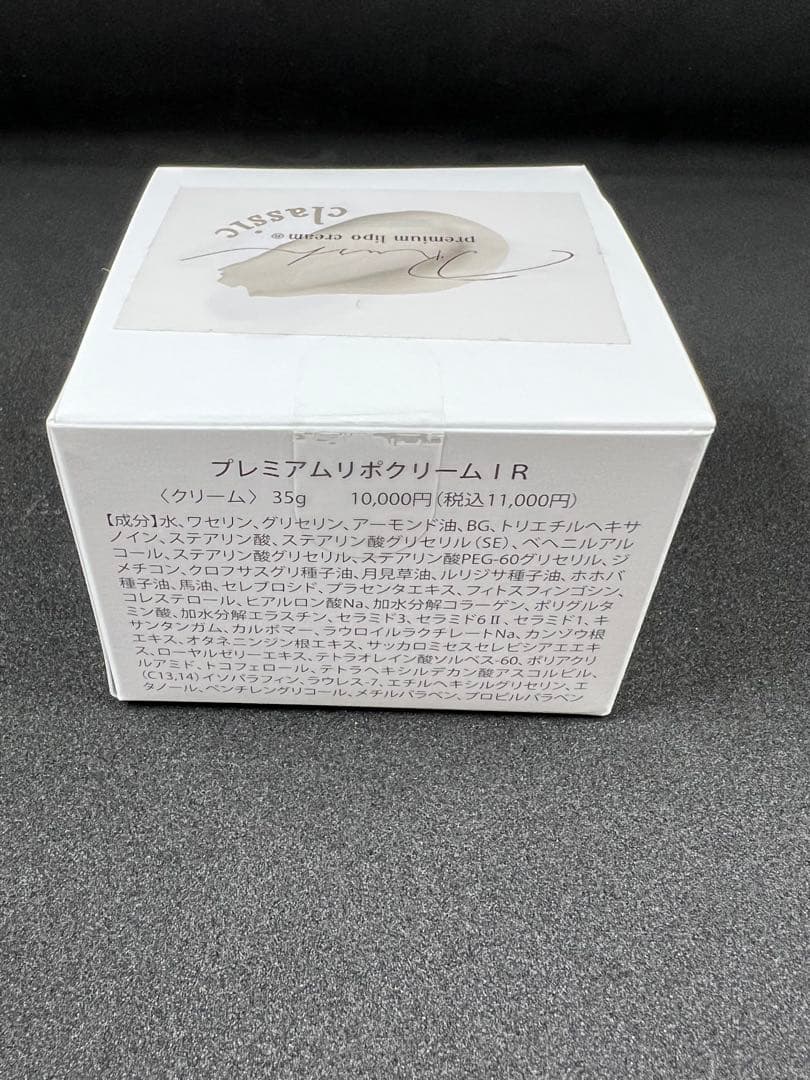 classic
premium lipo cream®
プレミアムリポクリームIR
〈クリーム〉 35g 10,000円(税込11,000円)
【成分】水、ワセリン、グリセリン、アーモンド油、BG、トリエチルヘキサ
ノイン、ステアリン酸、ステアリン酸グリセリル(SE)、ベヘニルアル
コール、ステアリン酸グリセリル、ステアリン酸PEG-60グリセリル、ジ
メチコン、クロフサスグリ種子油、月見草油、ルリジサ種子油、ホホバ
種子油、馬油、セレブロシド、プラセンタエキス、フィトスフィンゴシン、
コレステロール、ヒアルロン酸Na、加水分解コラーゲン、ポリグルタ
ミン酸、加水分解エラスチン、セラミド3、セラミド6Ⅱ、セラミド1、キ
サンタンガム、カルボマー、ラウロイルラクチレートNa、カンゾウ根
エキス、オタネニンジン根エキス、サッカロミセスセレビシアエエキ
ス、ローヤルゼリーエキス、テトラオレイン酸ソルベス-60、ポリアクリ
ルアミド、トコフェロール、テトラヘキシルデカン酸アスコルビル、
(C13,14)イソパラフィン、ラウレス-7、エチルヘキシルグリセリン、エ
タノール、ペンチレングリコール、メチルパラベン、プロピルパラベン